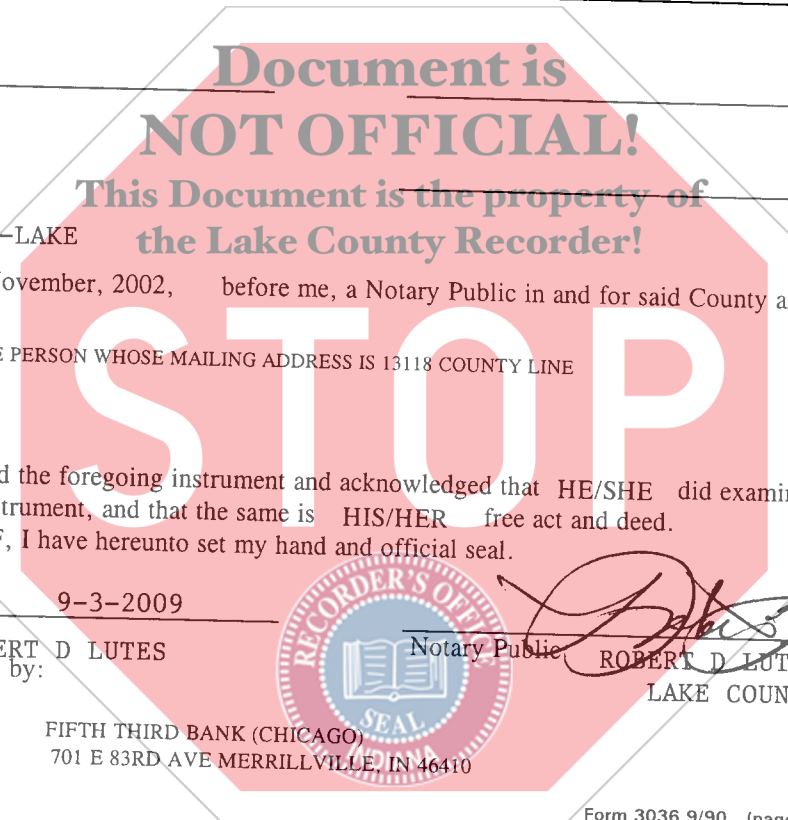 Document is
NOT OFFICIAL!
This Document is the property of
the Lake County Recorder!
-LAKE
ovember, 2002, before me, a Notary Public in and for said County a
E PERSON WHOSE MAILING ADDRESS IS 13118 COUNTY LINE
STOP
d the foregoing instrument and acknowledged that HE/SHE did examin
trument, and that the same is HIS/HER free act and deed.
F, I have hereunto set my hand and official seal.
9-3-2009
RECORDER'S OFFICE
SEAL
INDIANA
Notary Public
ERT D LUTES
ROBERT D LUT
by:
LAKE COUN
FIFTH THIRD BANK (CHICAGO)
701 E 83RD AVE MERRILLVILLE, IN 46410
Form 3036 9/90 (pag